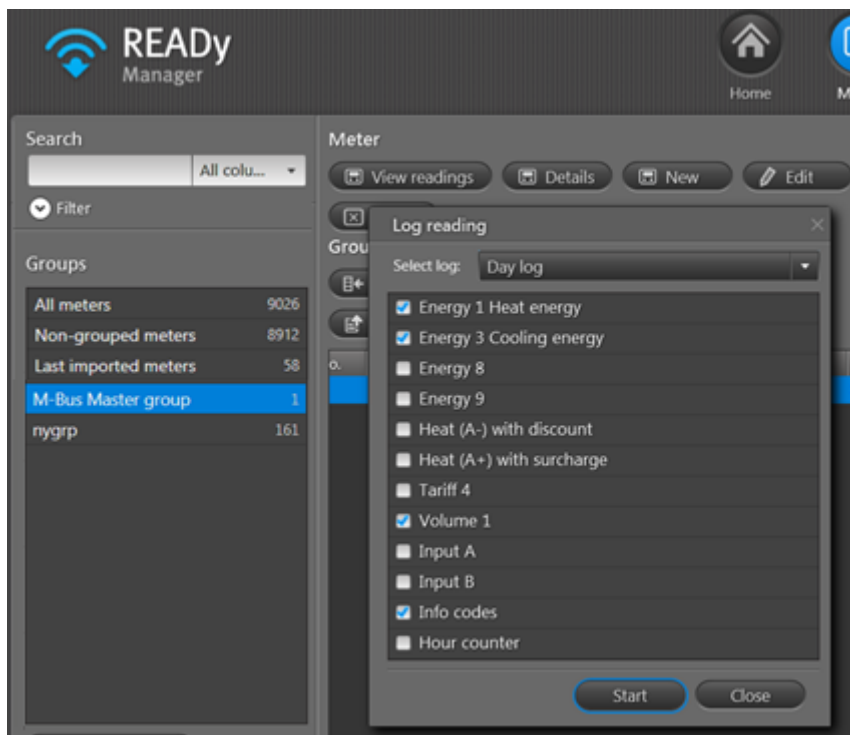 READy
Manager
Home
M
Search
All colu...
Filter
Groups
All meters 9026
Non-grouped meters 8912
Last imported meters 58
M-Bus Master group 1
nygrp 161
Meter
View readings Details New Edit
Grou
o.
Log reading
Select log: Day log
Energy 1 Heat energy
Energy 3 Cooling energy
Energy 8
Energy 9
Heat (A-) with discount
Heat (A+) with surcharge
Tariff 4
Volume 1
Input A
Input B
Info codes
Hour counter
Start Close